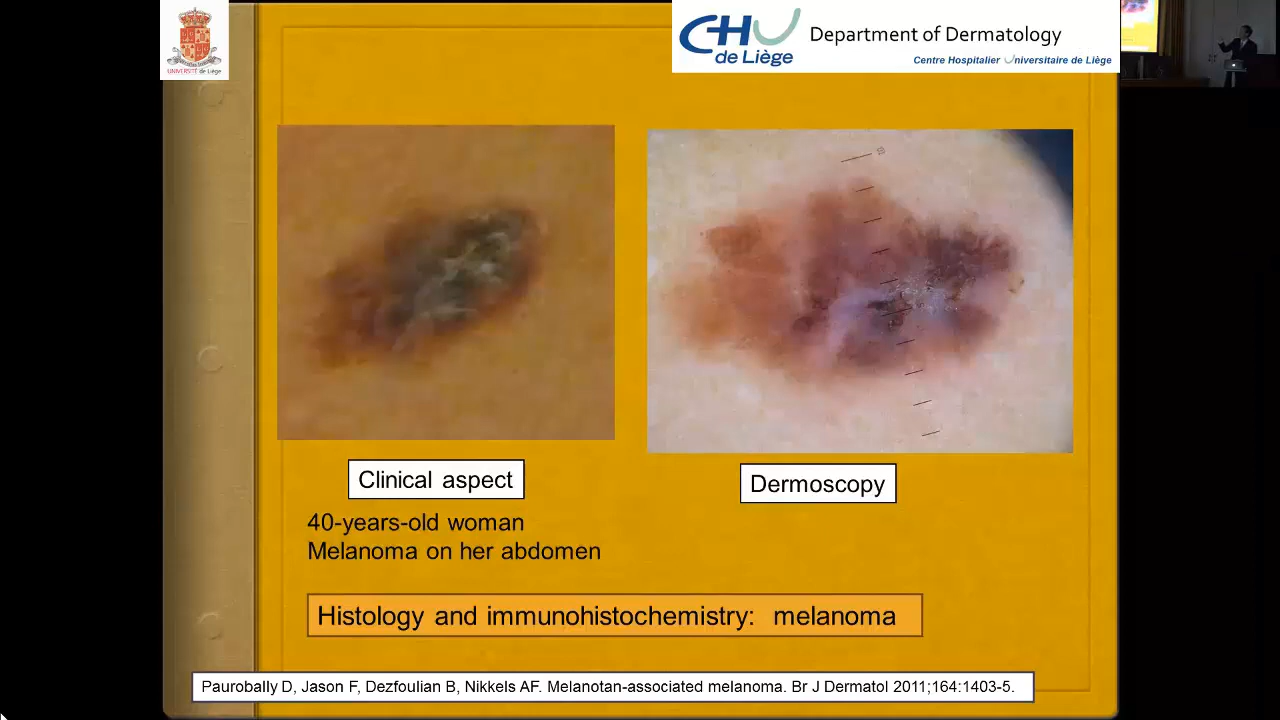 UNIVERSITÉ de Liège
CHU
de Liège
Department of Dermatology
Centre Hospitalier Universitaire de Liège
Clinical aspect
Dermoscopy
40-years-old woman
Melanoma on her abdomen
Histology and immunohistochemistry: melanoma
Paurobally D, Jason F, Dezfoulian B, Nikkels AF. Melanotan-associated melanoma. Br J Dermatol 2011;164:1403-5.